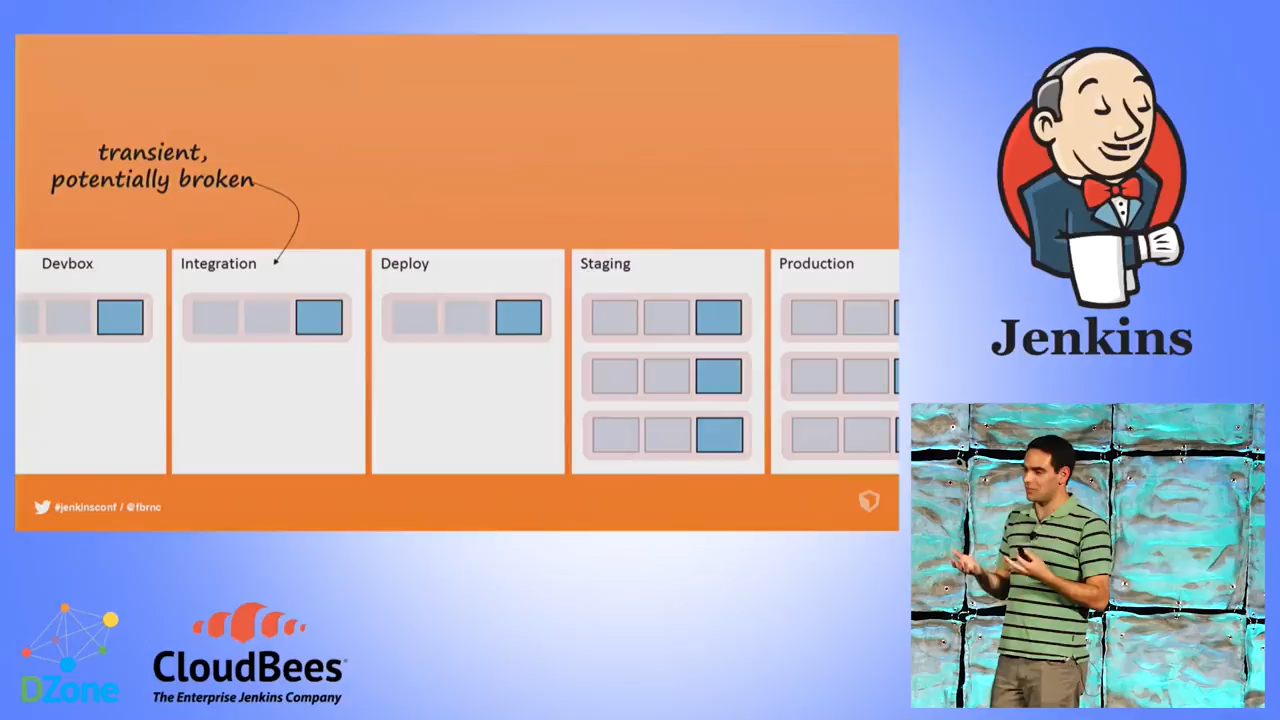 transient,
potentially broken
Devbox
Integration
Deploy
Staging
Production
#jenkinsconf / @fbrnc
Jenkins
DZone
CloudBees
The Enterprise Jenkins Company